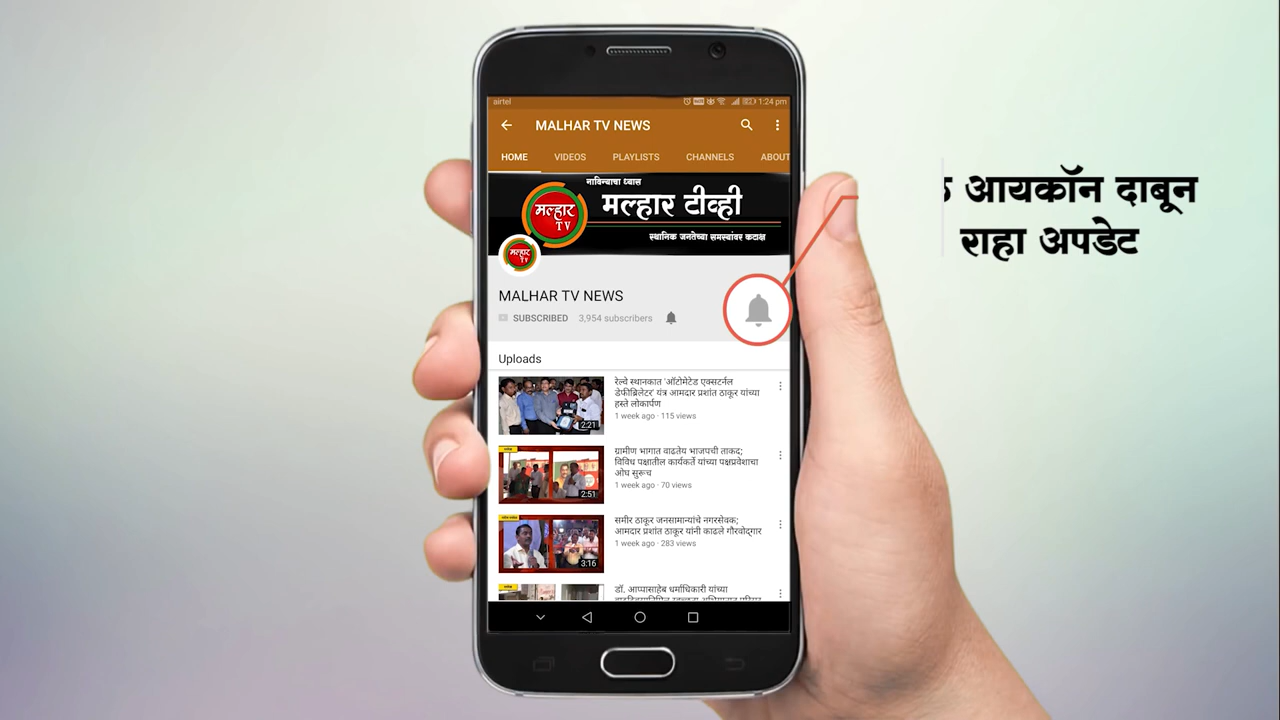 airtel
1:24 pm
MALHAR TV NEWS
HOME VIDEOS PLAYLISTS CHANNELS ABOUT
नाविन्याचा ध्यास
मल्हार टीव्ही
स्थानिक जनतेच्या समस्यांवर कटाक्ष
मल्हार
TV
मल्हार
TV
MALHAR TV NEWS
SUBSCRIBED 3,954 subscribers
Uploads
रेल्वे स्थानकात 'ऑटोमेटेड एक्सटर्नल
डेफीब्रिलेटर' यंत्र आमदार प्रशांत ठाकूर यांच्या
हस्ते लोकार्पण
1 week ago · 115 views
2:21
ग्रामीण भागात वाढतेय भाजपची ताकद;
विविध पक्षातील कार्यकर्ते यांच्या पक्षप्रवेशाचा
ओघ सुरूच
1 week ago · 70 views
2:51
समीर ठाकूर जनसामान्यांचे नगरसेवक;
आमदार प्रशांत ठाकूर यांनी काढले गौरवोद्गार
1 week ago · 283 views
3:16
डॉ. आप्पासाहेब धर्माधिकारी यांच्या
आयकॉन दाबून
राहा अपडेट